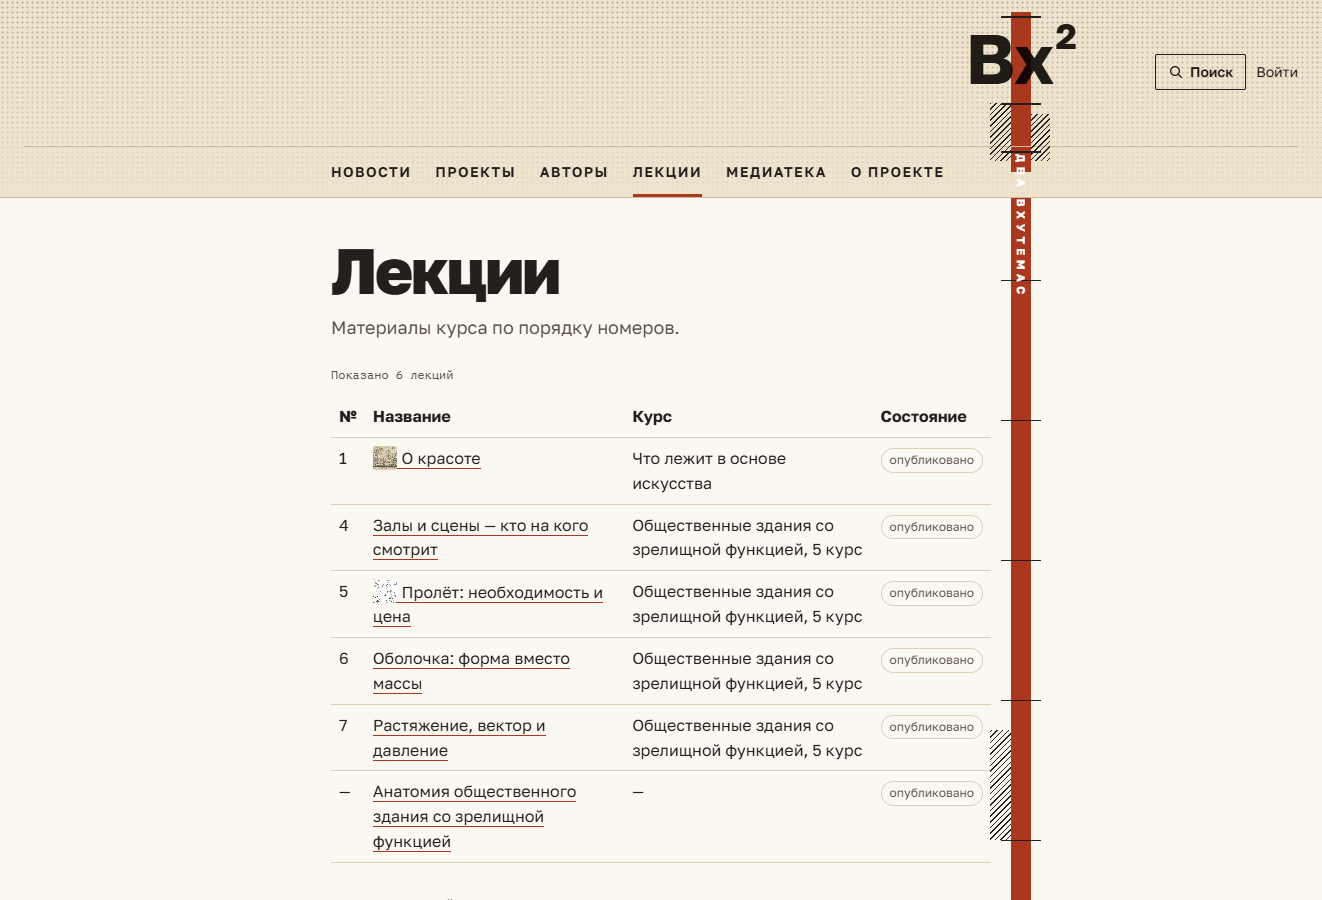 Вх²
Поиск
Войти
НОВОСТИ ПРОЕКТЫ АВТОРЫ ЛЕКЦИИ МЕДИАТЕКА О ПРОЕКТЕ
ДВА ВХУТЕМАС
Лекции
Материалы курса по порядку номеров.
Показано 6 лекций
№ Название Курс Состояние
1 О красоте Что лежит в основе опубликовано
искусства
4 Залы и сцены — кто на кого Общественные здания со опубликовано
смотрит зрелищной функцией, 5 курс
5 Пролёт: необходимость и Общественные здания со опубликовано
цена зрелищной функцией, 5 курс
6 Оболочка: форма вместо Общественные здания со опубликовано
массы зрелищной функцией, 5 курс
7 Растяжение, вектор и Общественные здания со опубликовано
давление зрелищной функцией, 5 курс
— Анатомия общественного — опубликовано
здания со зрелищной
функцией